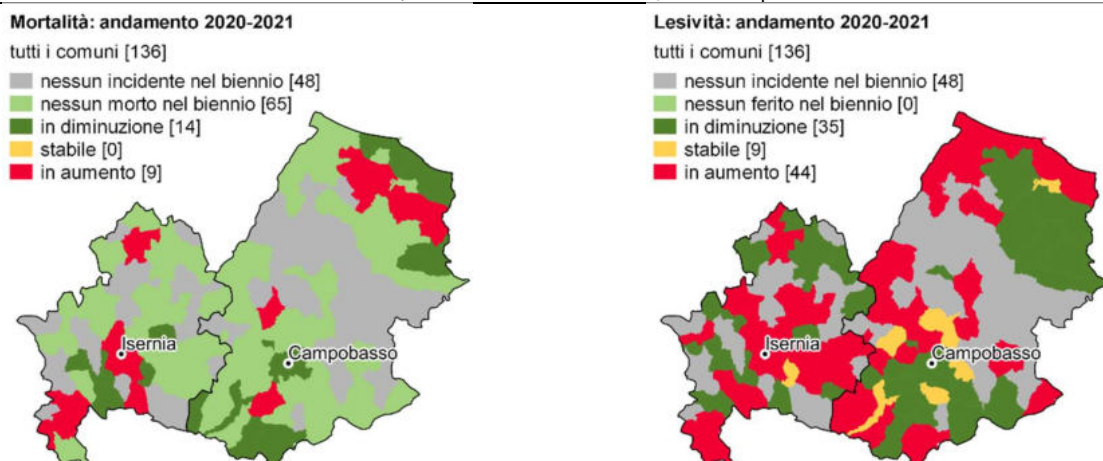 Mortalità: andamento 2020-2021
tutti i comuni [136]
nessun incidente nel biennio [48]
nessun morto nel biennio [65]
in diminuzione [14]
stabile [0]
in aumento [9]
Isernia
Campobasso
Lesività: andamento 2020-2021
tutti i comuni [136]
nessun incidente nel biennio [48]
nessun ferito nel biennio [0]
in diminuzione [35]
stabile [9]
in aumento [44]
Isernia
Campobasso